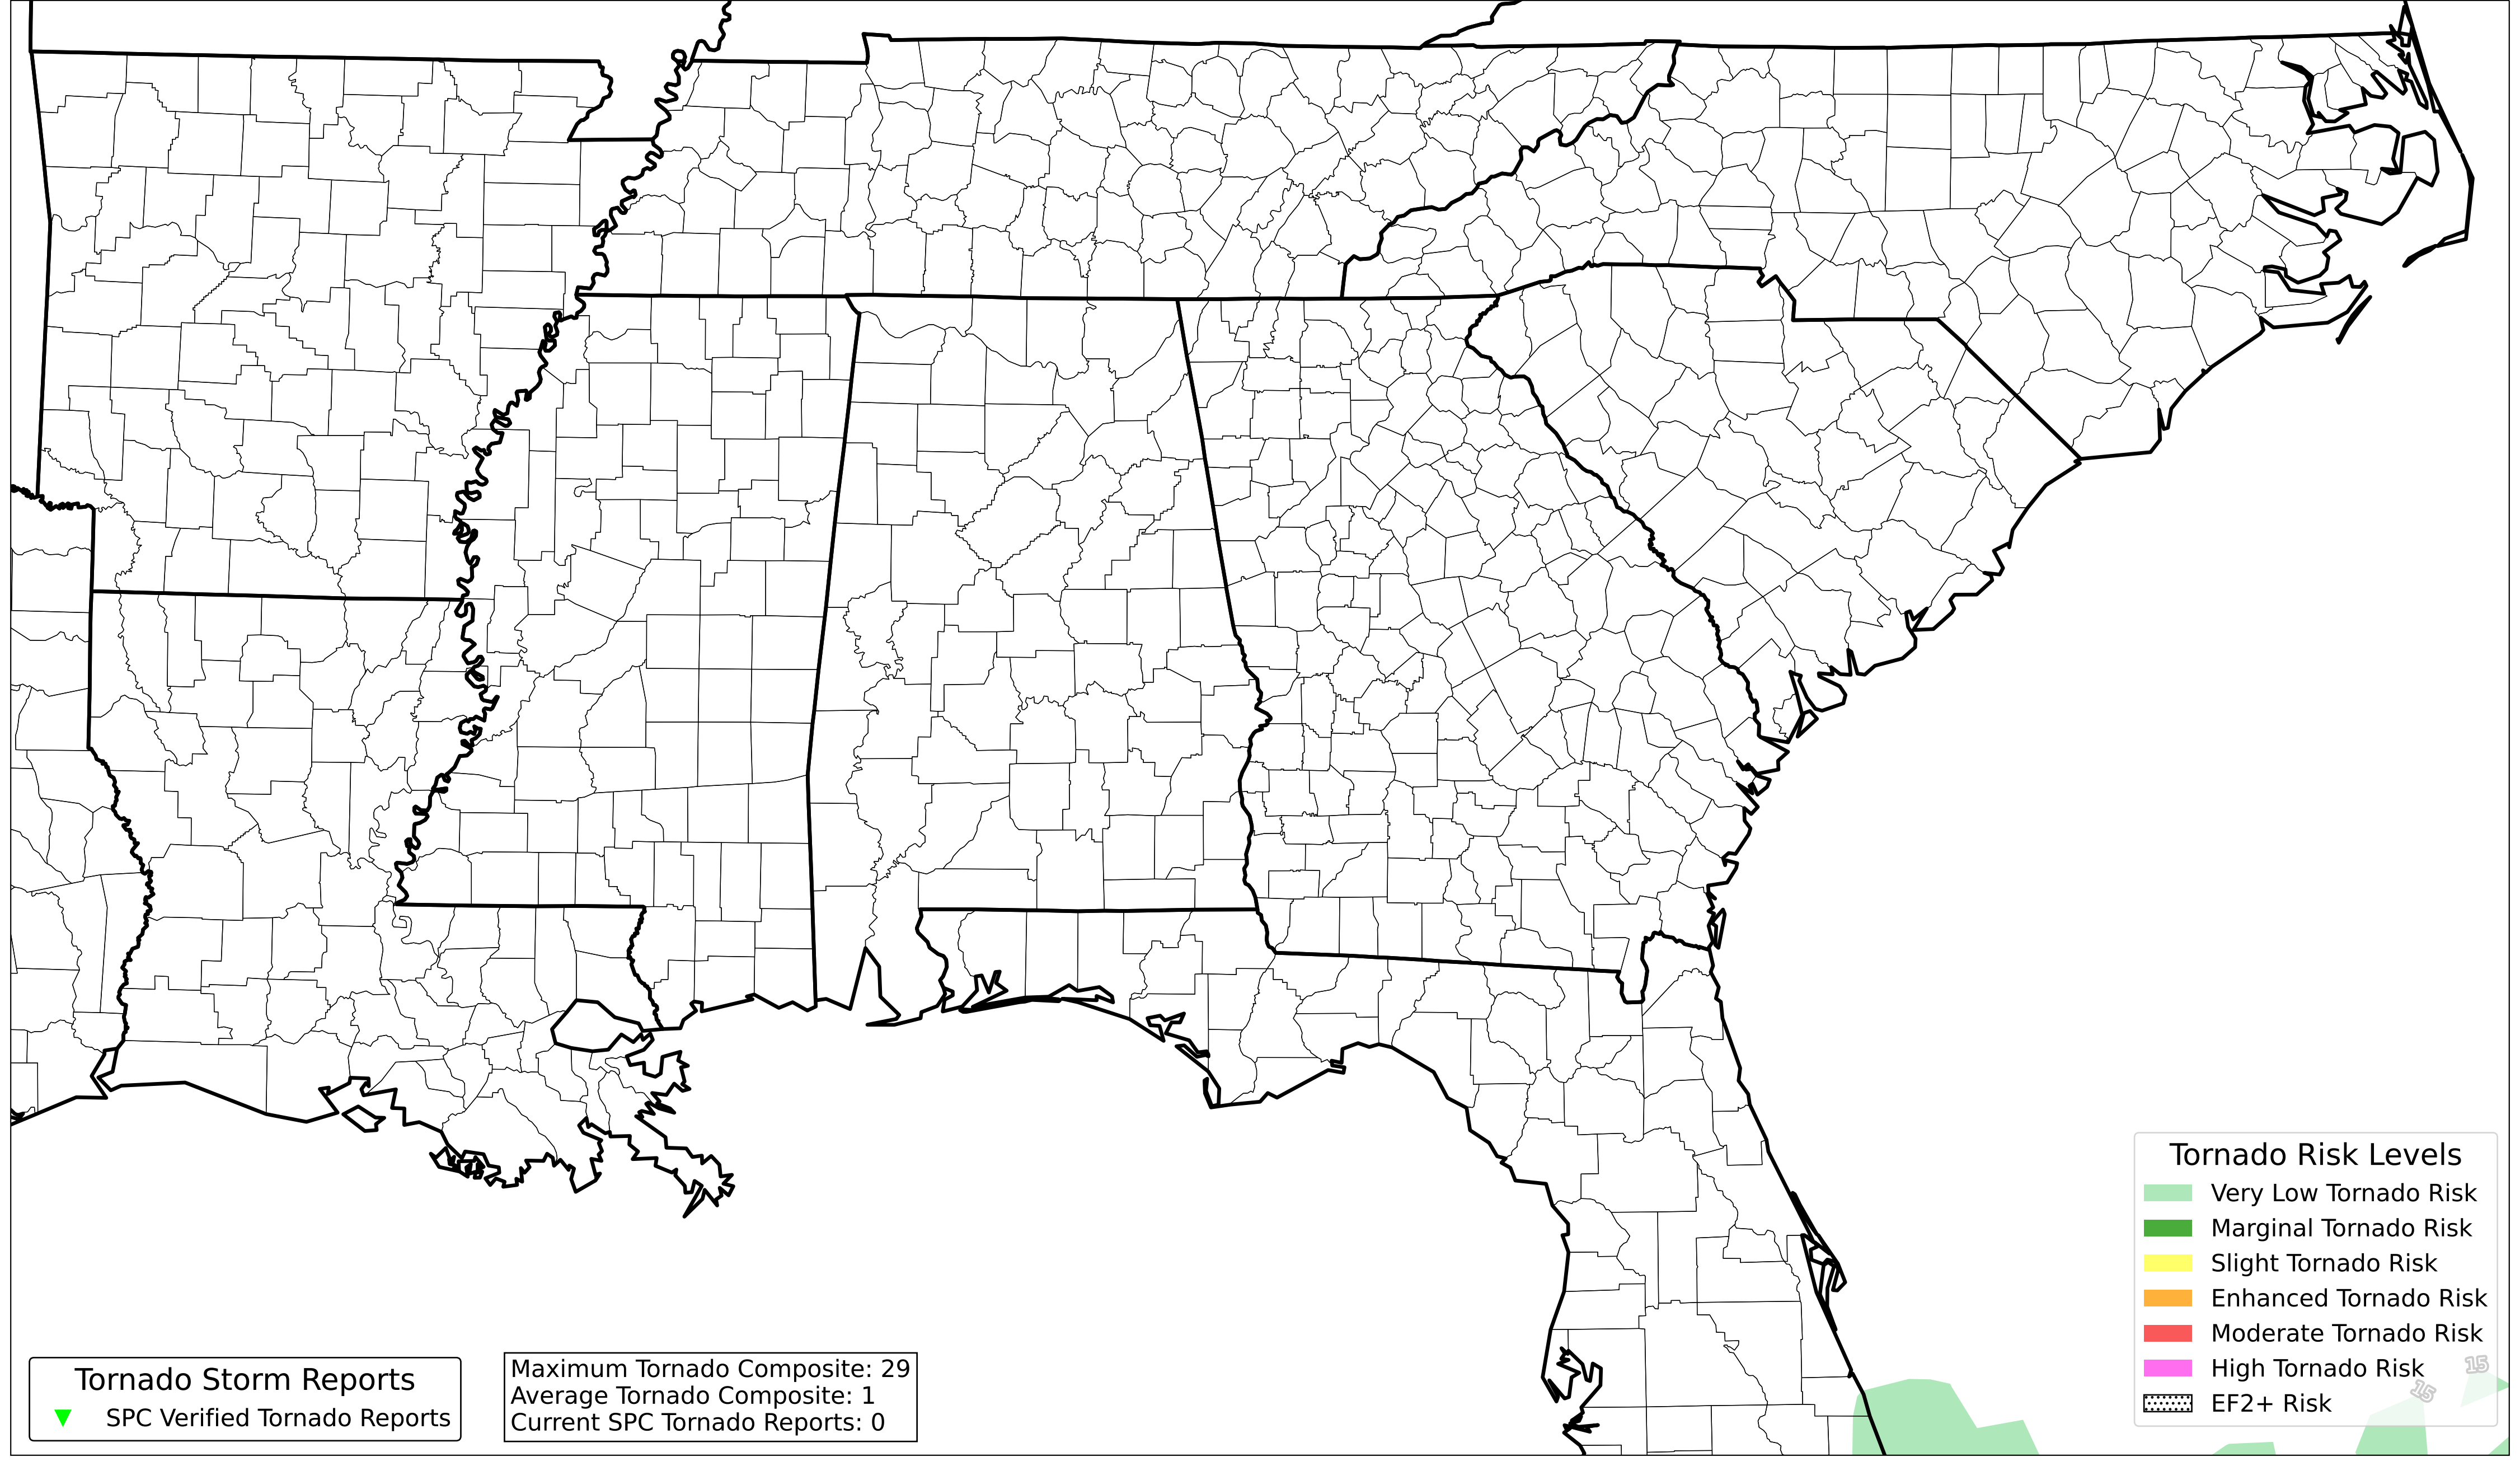 Tornado Risk Levels
Very Low Tornado Risk
Marginal Tornado Risk
Slight Tornado Risk
Enhanced Tornado Risk
Moderate Tornado Risk
High Tornado Risk
EF2+ Risk
15
15
Tornado Storm Reports
SPC Verified Tornado Reports
Maximum Tornado Composite: 29
Average Tornado Composite: 1
Current SPC Tornado Reports: 0